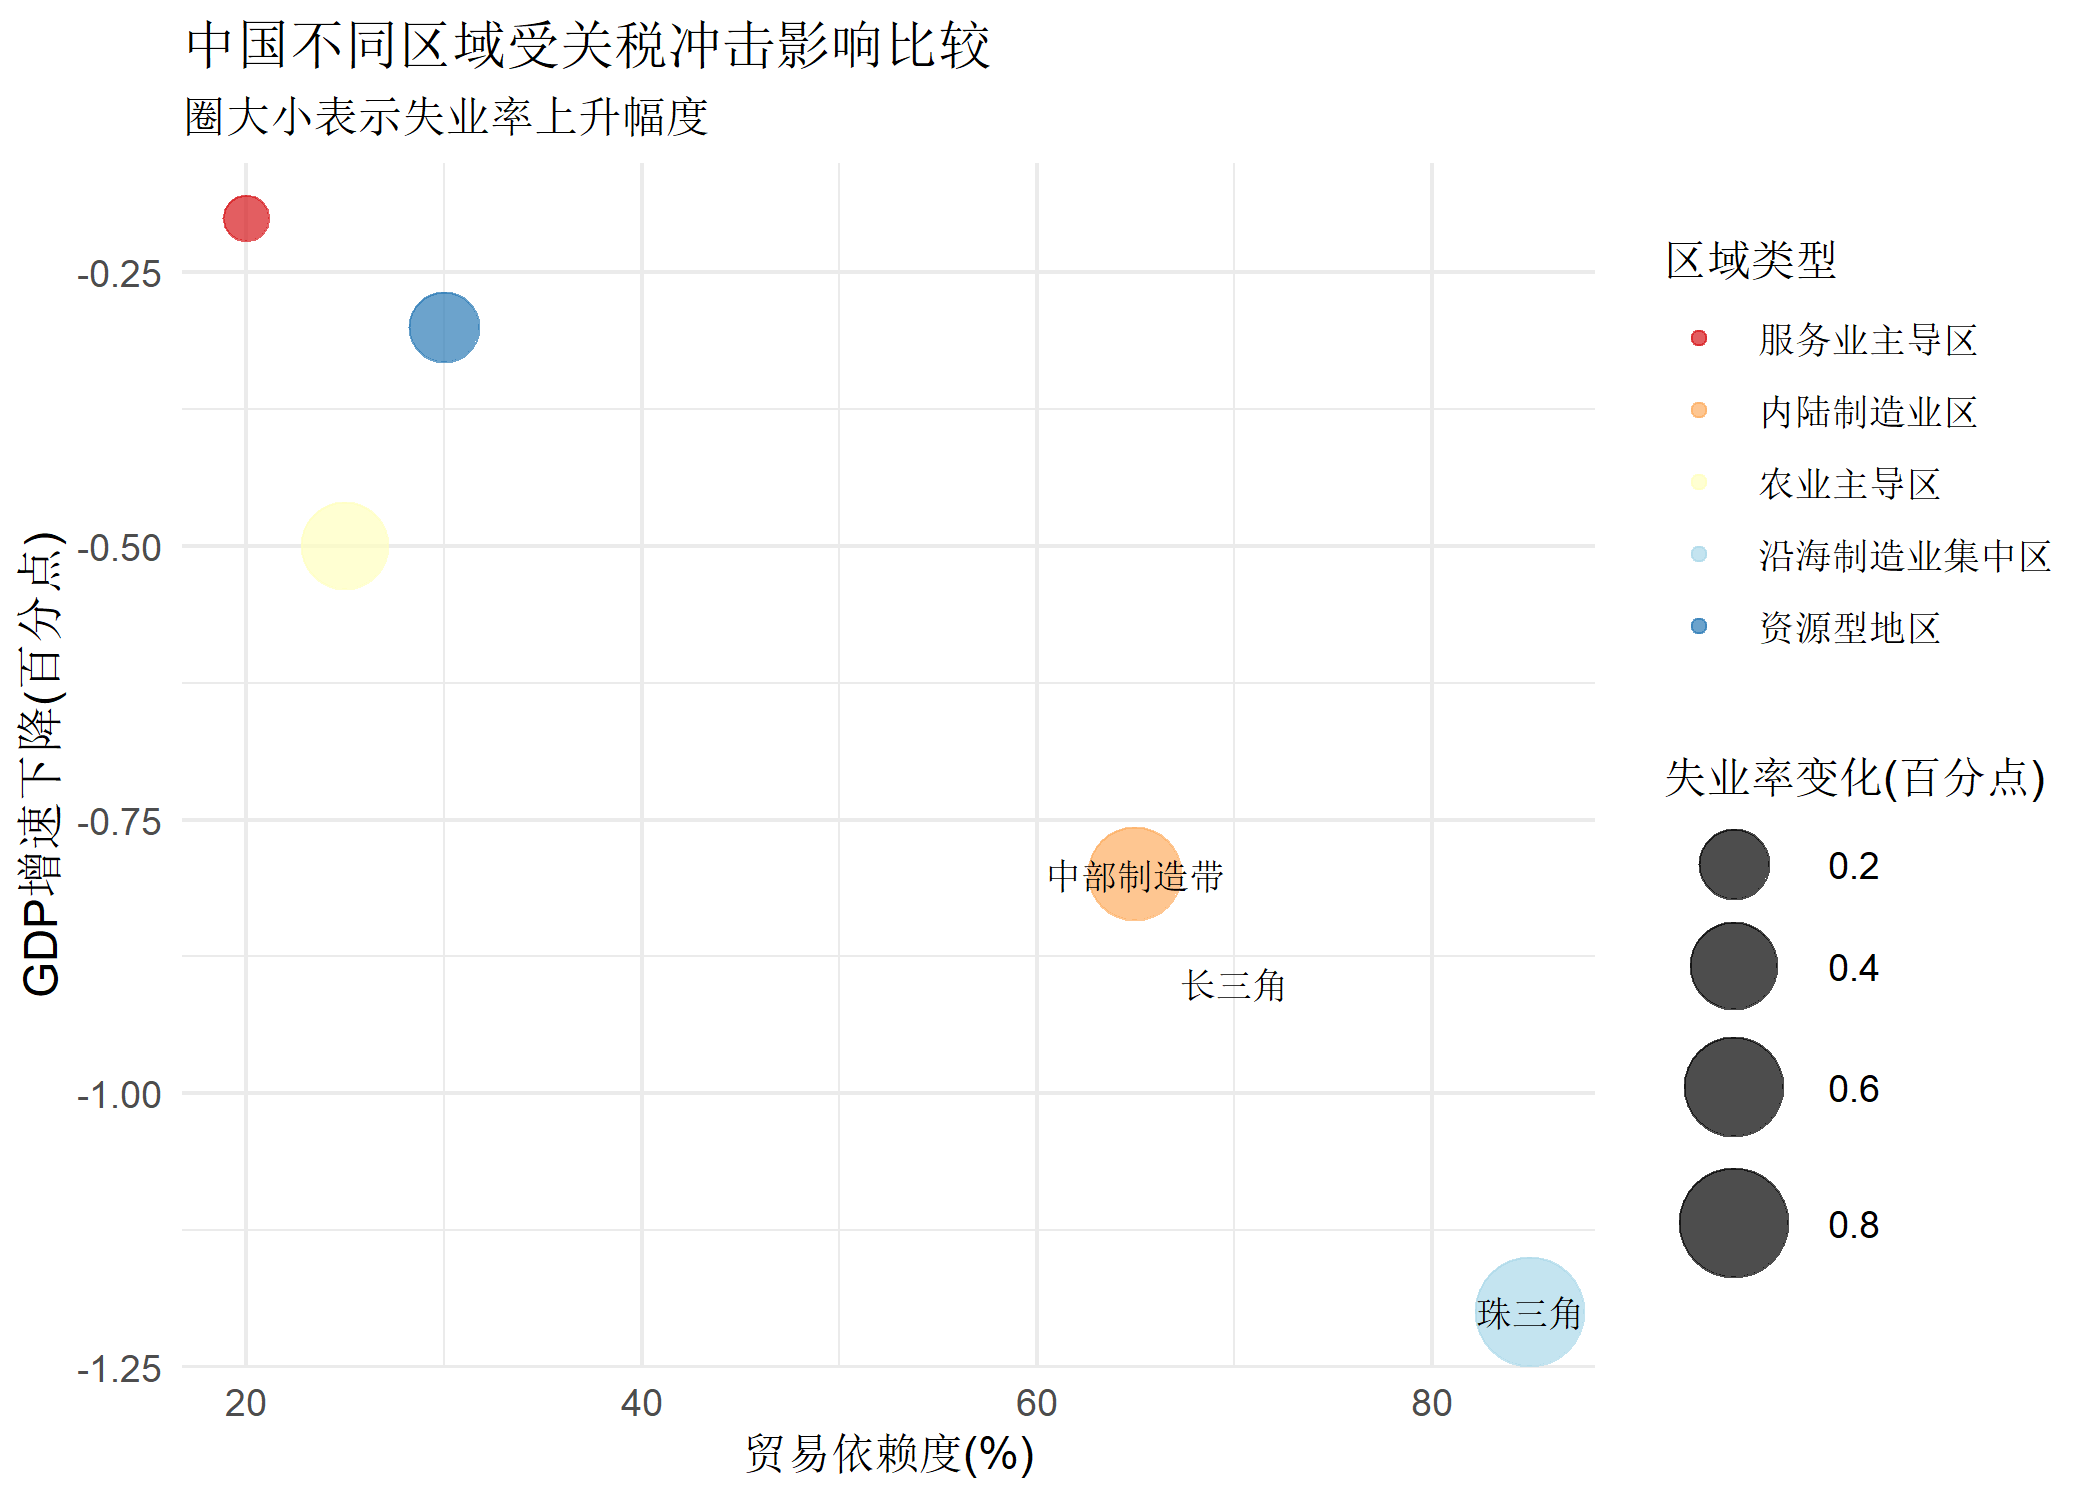 中国不同区域受关税冲击影响比较
圈大小表示失业率上升幅度
GDP增速下降(百分点)
-0.25
-0.50
-0.75
-1.00
-1.25
中部制造带
长三角
珠三角
20
40
60
80
贸易依赖度(%)
区域类型
服务业主导区
内陆制造业区
农业主导区
沿海制造业集中区
资源型地区
失业率变化(百分点)
0.2
0.4
0.6
0.8